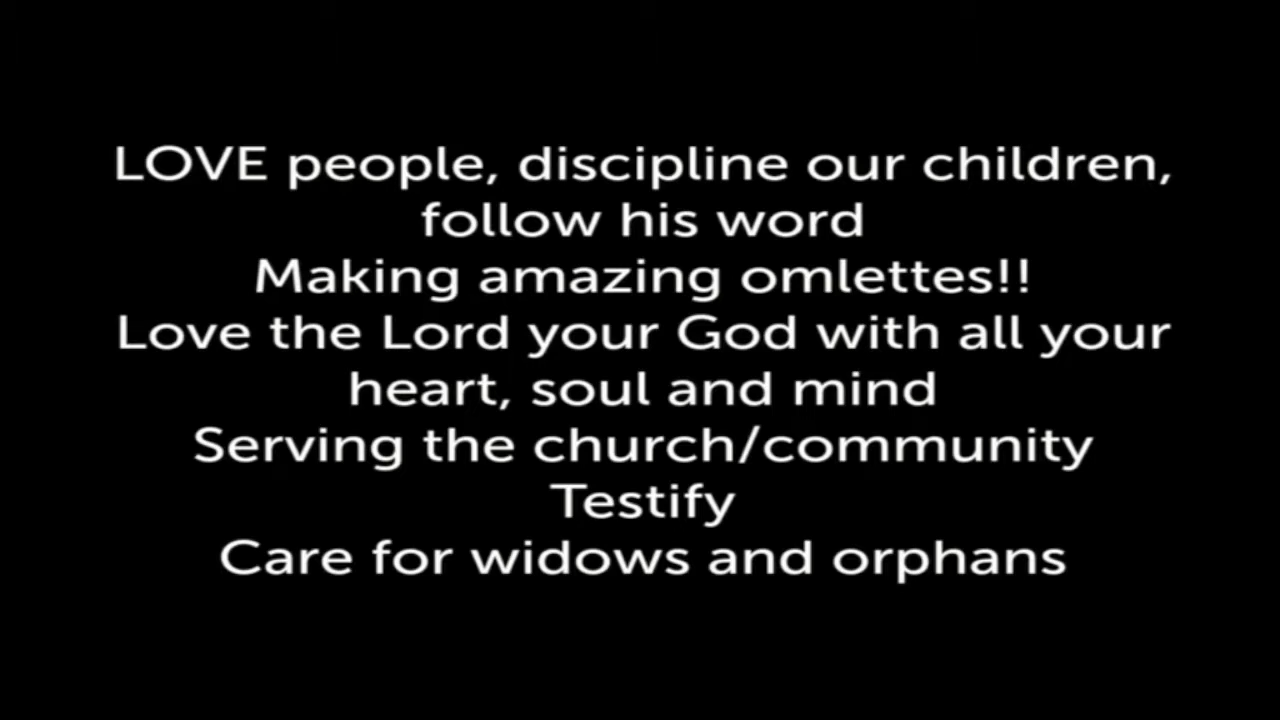 LOVE people, discipline our children,
follow his word
Making amazing omlettes!!
Love the Lord your God with all your
heart, soul and mind
Serving the church/community
Testify
Care for widows and orphans